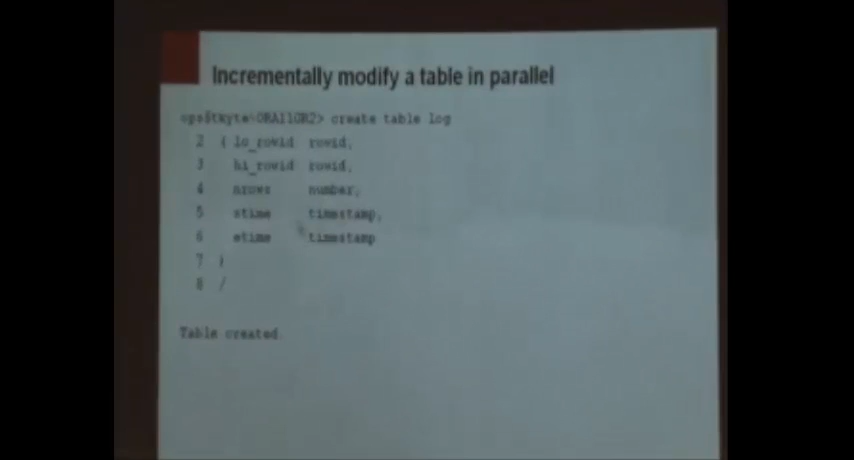 Incrementally modify a table in parallel
ops$tkyte%ORA11GR2> create table log
2 ( lo_rowid rowid,
3 hi_rowid rowid,
4 nrows number,
5 stime timestamp,
6 etime timestamp
7 )
8 /
Table created.